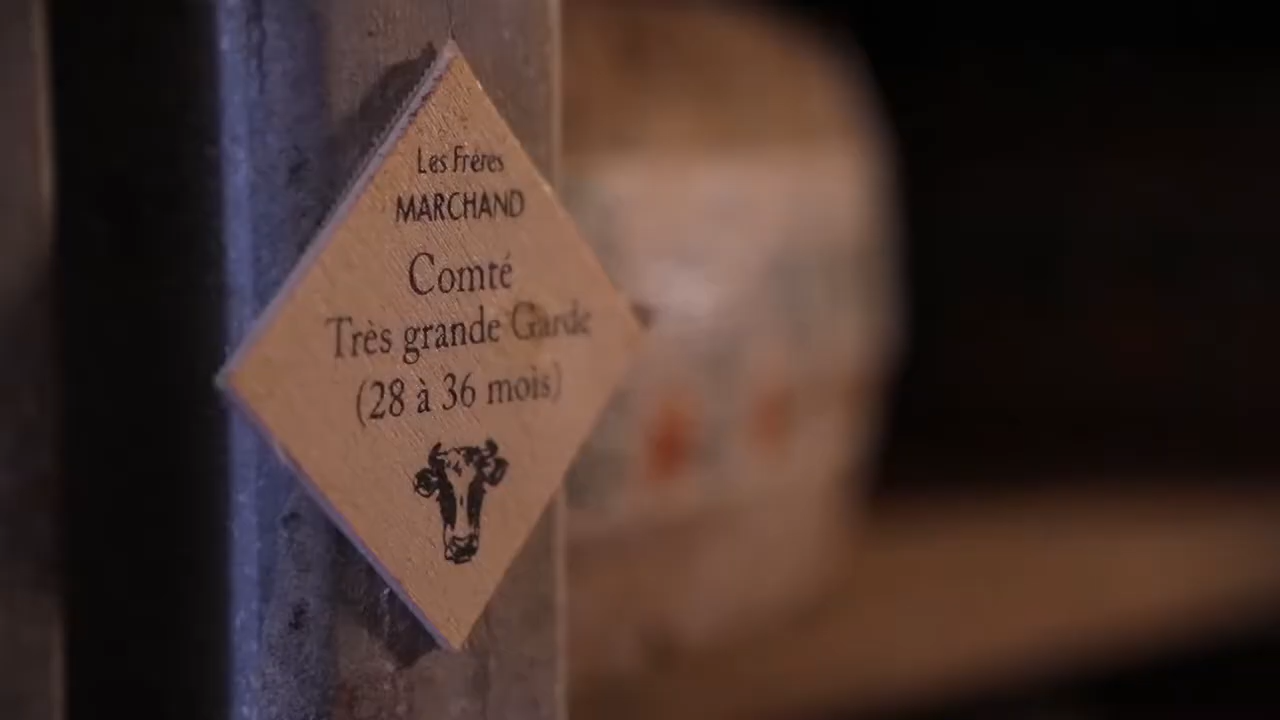 Les Frères
MARCHAND
Comté
Très grande Garde
(28 à 36 mois)